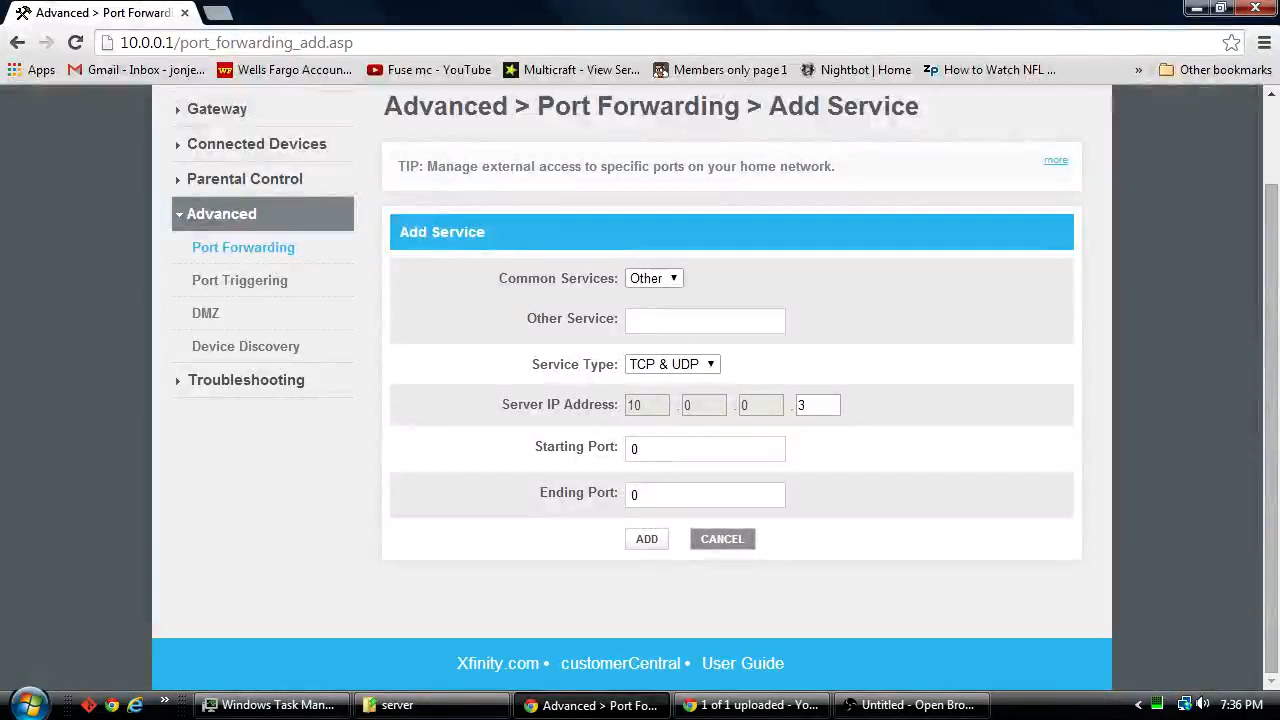 Advanced > Port Forwardi
10.0.0.1/port_forwarding_add.asp
Apps Gmail - Inbox - jonje... Wells Fargo Accoun... Fuse mc - YouTube Multicraft - View Ser... Members only page 1 Nightbot | Home How to Watch NFL ... » Other bookmarks
Gateway
Connected Devices
Parental Control
Advanced
Port Forwarding
Port Triggering
DMZ
Device Discovery
Troubleshooting
Advanced > Port Forwarding > Add Service
TIP: Manage external access to specific ports on your home network.
more
Add Service
Common Services: Other
Other Service:
Service Type: TCP & UDP
Server IP Address: 10 . 0 . 0 . 3
Starting Port: 0
Ending Port: 0
ADD CANCEL
Xfinity.com • customerCentral • User Guide
» Windows Task Man... server Advanced > Port Fo... 1 of 1 uploaded - Yo... Untitled - Open Bro... 7:36 PM